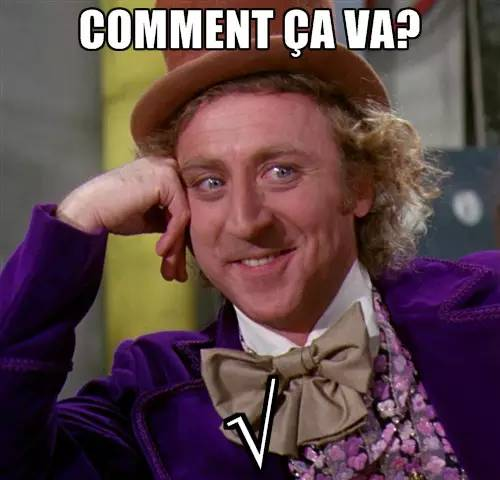 COMMENT ÇA VA?
√